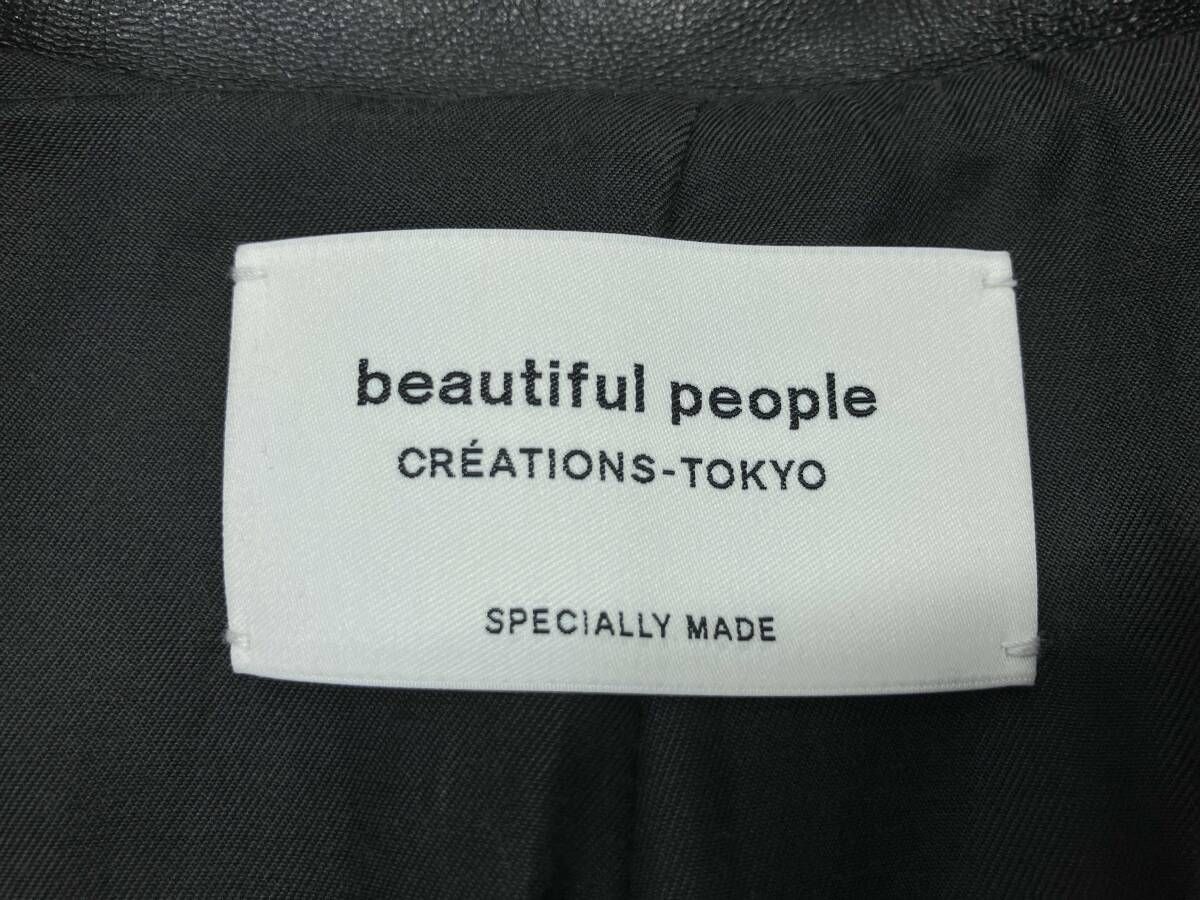 beautiful people
CRÉATIONS-TOKYO
SPECIALLY MADE